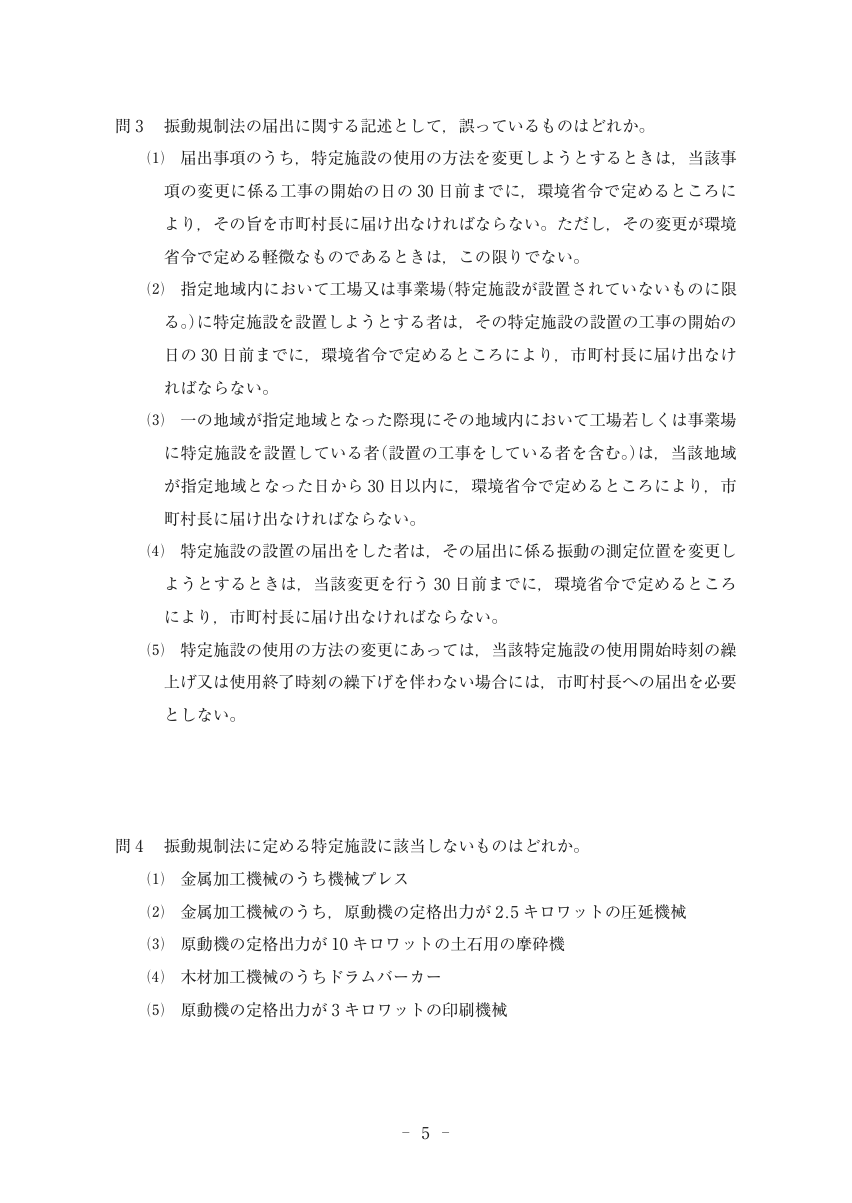 問3　振動規制法の届出に関する記述として，誤っているものはどれか。
⑴　届出事項のうち，特定施設の使用の方法を変更しようとするときは，当該事
項の変更に係る工事の開始の日の 30 日前までに，環境省令で定めるところに
より，その旨を市町村長に届け出なければならない。ただし，その変更が環境
省令で定める軽微なものであるときは，この限りでない。
⑵　指定地域内において工場又は事業場(特定施設が設置されていないものに限
る。)に特定施設を設置しようとする者は，その特定施設の設置の工事の開始の
日の 30 日前までに，環境省令で定めるところにより，市町村長に届け出なけ
ればならない。
⑶　一の地域が指定地域となった際現にその地域内において工場若しくは事業場
に特定施設を設置している者(設置の工事をしている者を含む。)は，当該地域
が指定地域となった日から 30 日以内に，環境省令で定めるところにより，市
町村長に届け出なければならない。
⑷　特定施設の設置の届出をした者は，その届出に係る振動の測定位置を変更し
ようとするときは，当該変更を行う 30 日前までに，環境省令で定めるところ
により，市町村長に届け出なければならない。
⑸　特定施設の使用の方法の変更にあっては，当該特定施設の使用開始時刻の繰
上げ又は使用終了時刻の繰下げを伴わない場合には，市町村長への届出を必要
としない。
問4　振動規制法に定める特定施設に該当しないものはどれか。
⑴　金属加工機械のうち機械プレス
⑵　金属加工機械のうち，原動機の定格出力が 2.5 キロワットの圧延機械
⑶　原動機の定格出力が 10 キロワットの土石用の摩砕機
⑷　木材加工機械のうちドラムバーカー
⑸　原動機の定格出力が 3 キロワットの印刷機械
- 5 -